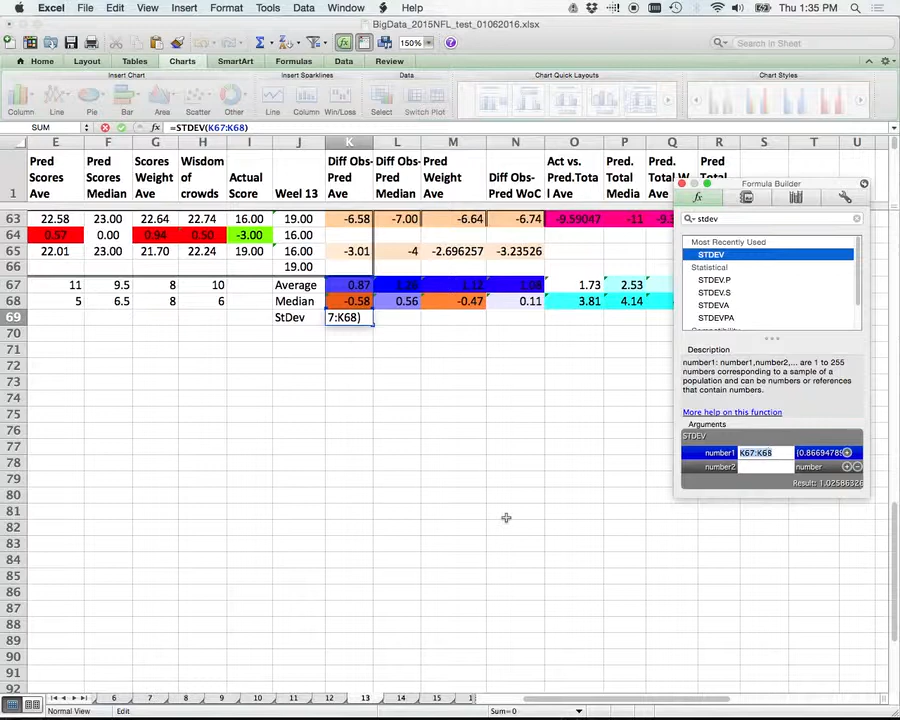 Excel File Edit View Insert Format Tools Data Window Help Thu 1:35 PM
BigData_2015NFL_test_01062016.xlsx
150% Search in Sheet
Home Layout Tables Charts SmartArt Formulas Data Review
Insert Chart Insert Sparklines Data Chart Quick Layouts Chart Styles
Column Line Pie Bar Area Scatter Other Line Column Win/Loss Select Switch Plot
SUM fx =STDEV(K67:K68)
E F G H I J K L M N O P Q R S T U
1 Pred Scores Ave Pred Scores Median Scores Weight Ave Wisdom of crowds Actual Score Weel 13 Diff Obs-Pred Ave Diff Obs-Pred Median Pred Weight Ave Diff Obs-Pred WoC Act vs. Pred.Total Ave Pred. Total Media Pred. Total Pred.
63 22.58 23.00 22.64 22.74 16.00 19.00 -6.58 -7.00 -6.64 -6.74 -9.59047 -11
64 0.57 0.00 0.94 0.50 -3.00 16.00
65 22.01 23.00 21.70 22.24 19.00 16.00 -3.01 -4 -2.696257 -3.23526
66 19.00
67 11 9.5 8 10 Average 0.87 1.12 1.08 1.73 2.53
68 5 6.5 8 6 Median -0.58 0.56 -0.47 0.11 3.81 4.14
69 StDev 7:K68)
70
71
72
73
74
75
76
77
78
79
80
81
82
83
84
85
86
87
88
89
90
91
92
Formula Builder
fx
stdev
Most Recently Used
STDEV
Statistical
STDEV.P
STDEV.S
STDEVA
STDEVPA
Description
number1: number1,number2,... are 1 to 255
numbers corresponding to a sample of a
population and can be numbers or references
that contain numbers.
More help on this function
Arguments
STDEV
number1 K67:K68
number2 number
Result: 1.02586326
6 7 8 9 10 11 12 13 14 15 1
Normal View Edit Sum=0